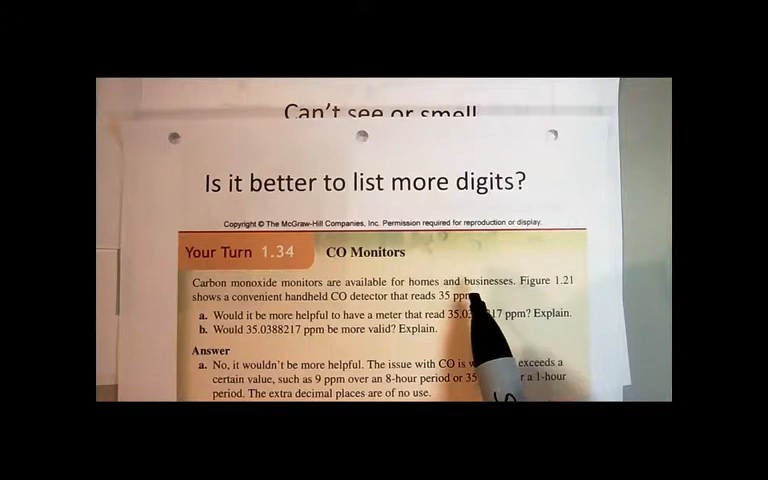 Can't see or smell
Is it better to list more digits?
Copyright © The McGraw-Hill Companies, Inc. Permission required for reproduction or display.
Your Turn 1.34 CO Monitors
Carbon monoxide monitors are available for homes and businesses. Figure 1.21
shows a convenient handheld CO detector that reads 35 ppm
a. Would it be more helpful to have a meter that read 35.03 17 ppm? Explain.
b. Would 35.0388217 ppm be more valid? Explain.
Answer
a. No, it wouldn't be more helpful. The issue with CO is exceeds a
certain value, such as 9 ppm over an 8-hour period or 35 r a 1-hour
period. The extra decimal places are of no use.
S